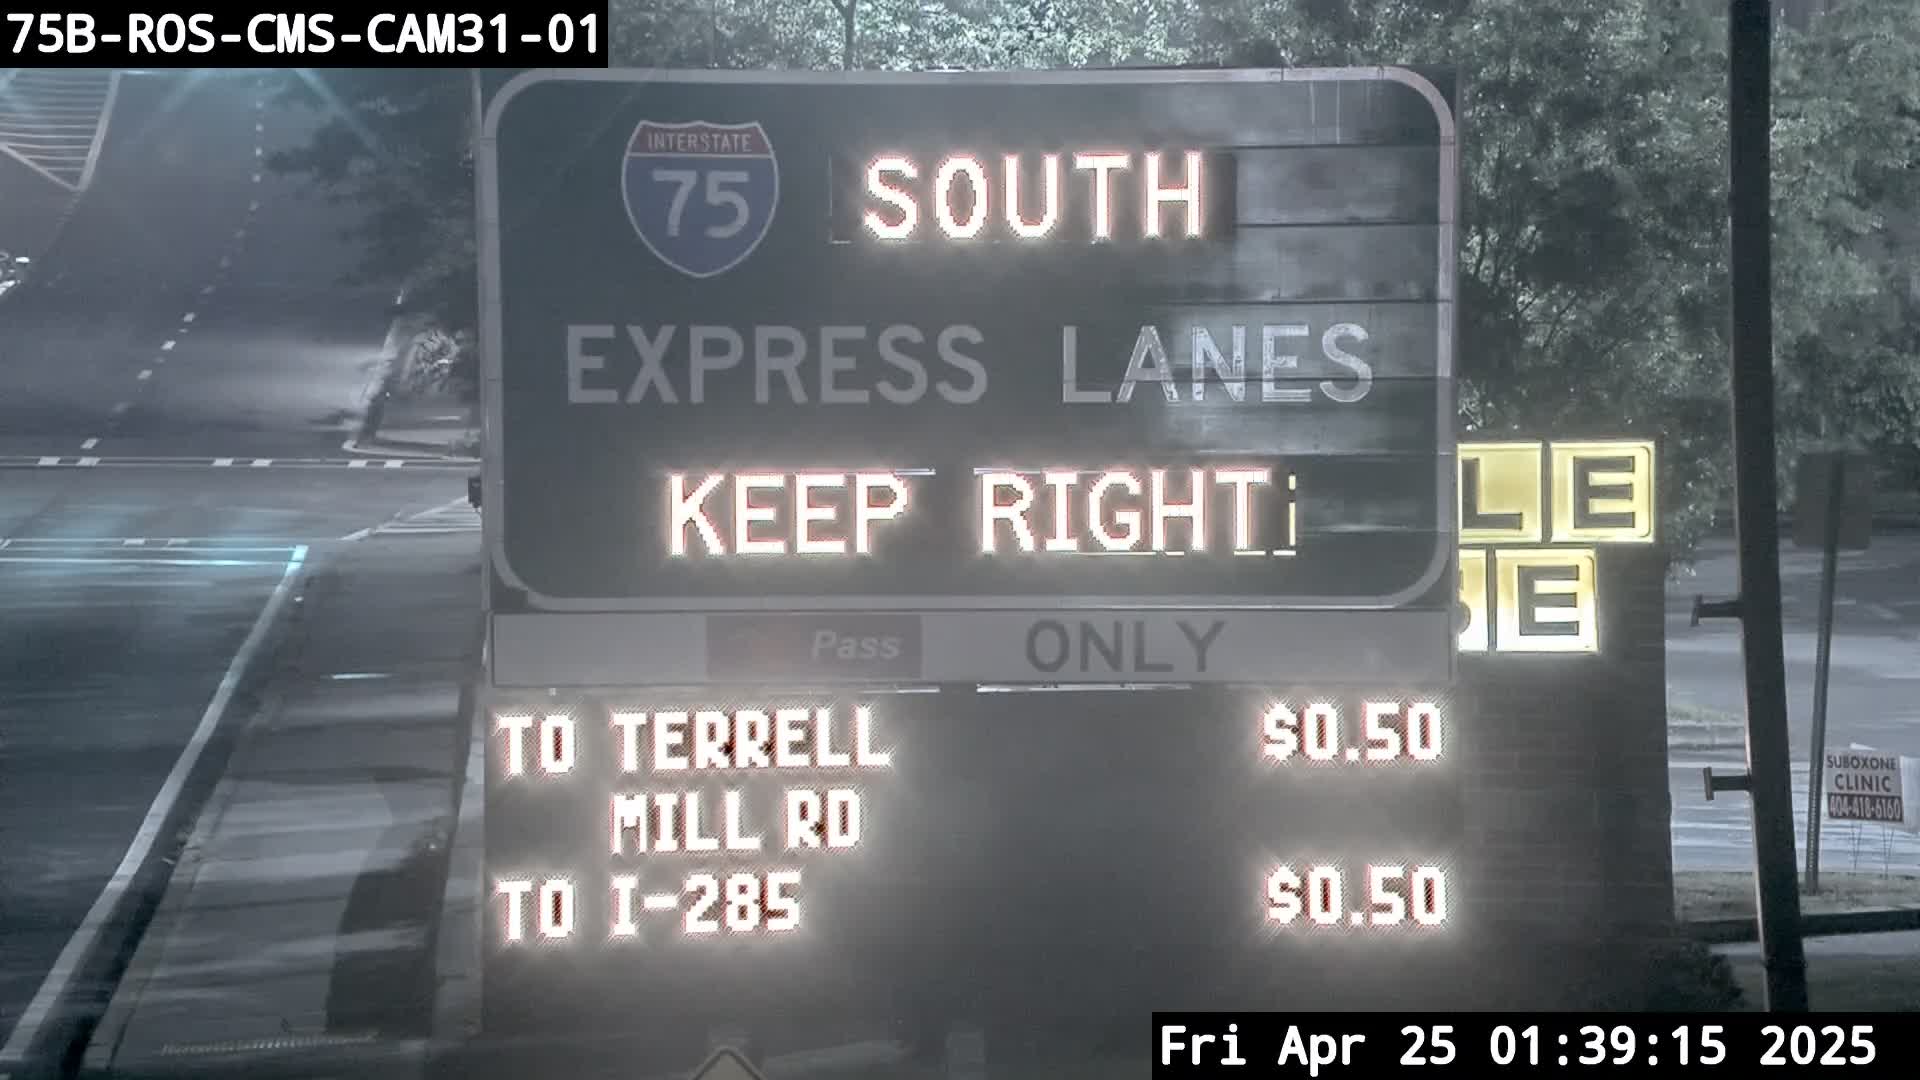 75B-ROS-CMS-CAM31-01
INTERSTATE
75
SOUTH
EXPRESS LANES
KEEP RIGHT
LE
E
Pass ONLY
TO TERRELL $0.50
MILL RD
TO I-285 $0.50
SUBOXONE
CLINIC
404-418-6160
Fri Apr 25 01:39:15 2025